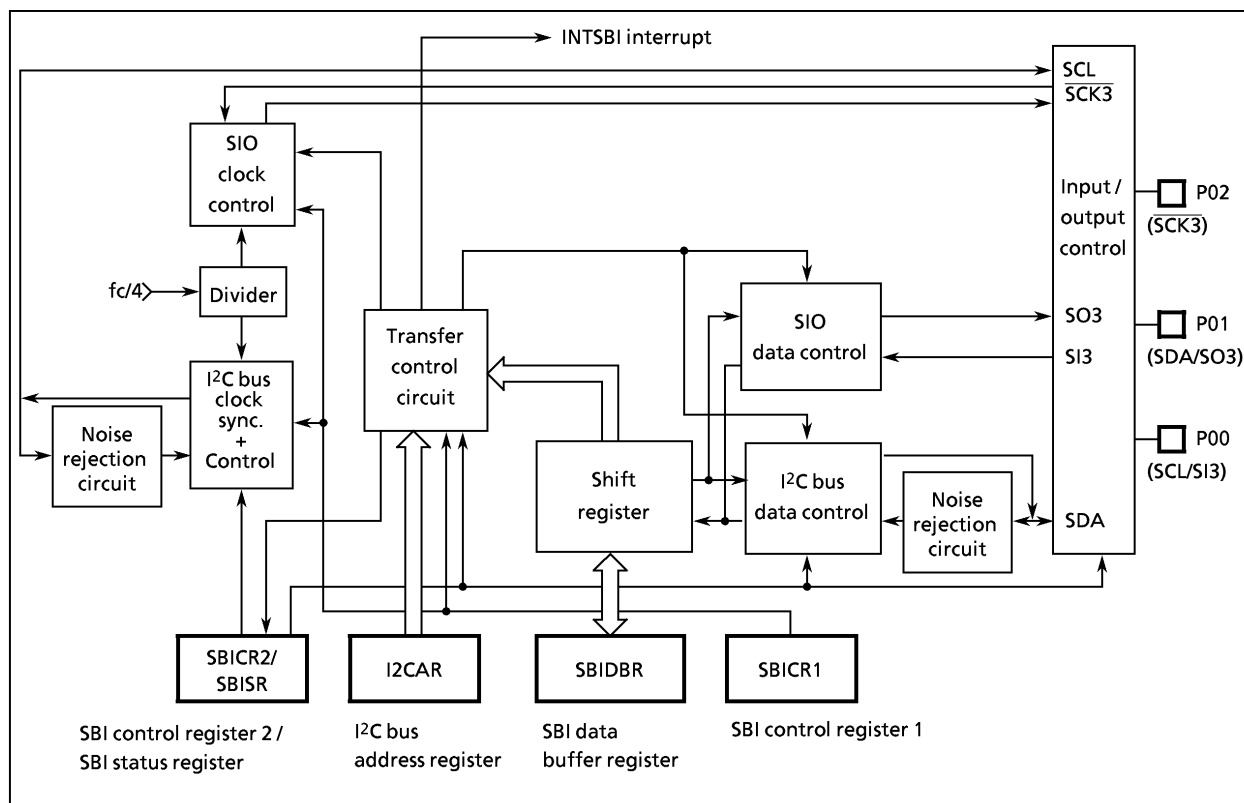 INTSBI interrupt
SCL
SCK3
SIO
clock
control
Input /
output
control
P02
(SCK3)
fc/4
Divider
Transfer
control
circuit
SIO
data control
SO3
SI3
P01
(SDA/SO3)
I²C bus
clock
sync.
+
Control
Noise
rejection
circuit
Shift
register
I²C bus
data control
Noise
rejection
circuit
SDA
P00
(SCL/SI3)
SBICR2/
SBISR
I2CAR
SBIDBR
SBICR1
SBI control register 2 /
SBI status register
I²C bus
address register
SBI data
buffer register
SBI control register 1